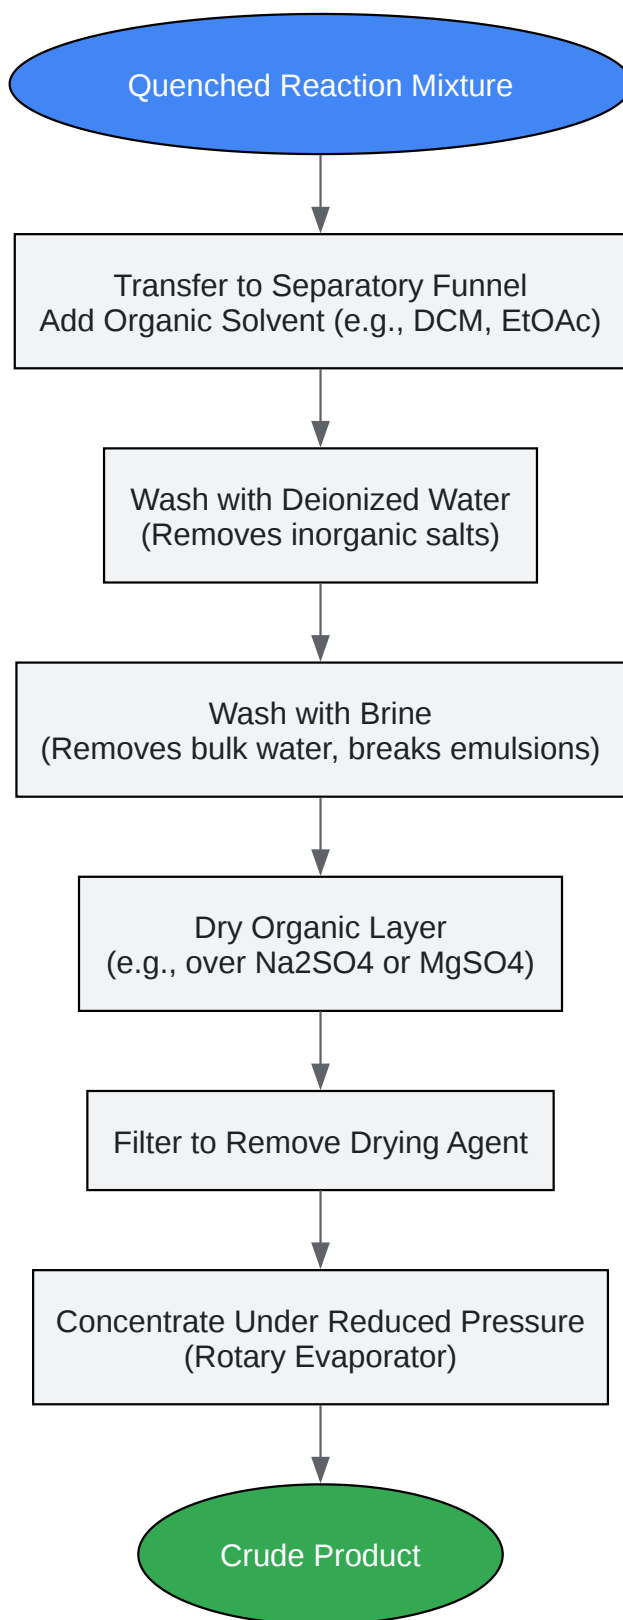 Quenched Reaction Mixture
Transfer to Separatory Funnel
Add Organic Solvent (e.g., DCM, EtOAc)
Wash with Deionized Water
(Removes inorganic salts)
Wash with Brine
(Removes bulk water, breaks emulsions)
Dry Organic Layer
(e.g., over Na2SO4 or MgSO4)
Filter to Remove Drying Agent
Concentrate Under Reduced Pressure
(Rotary Evaporator)
Crude Product